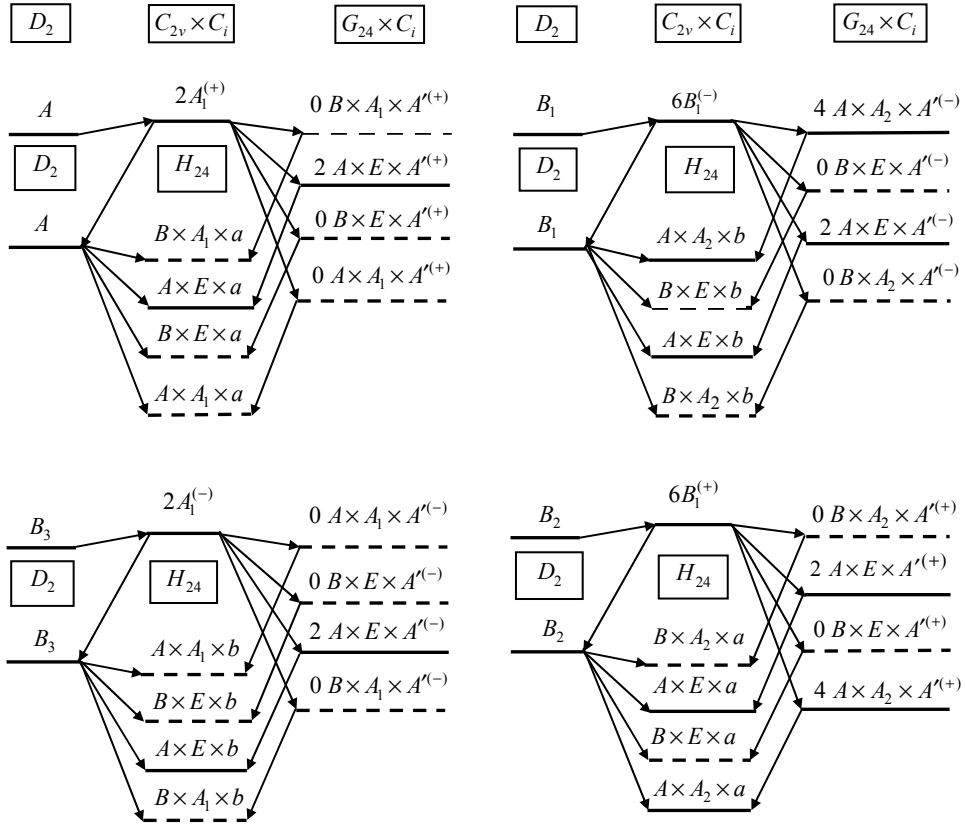 D₂ C₂ᵥ × Cᵢ G₂₄ × Cᵢ
A 2A₁⁽⁺⁾ 0 B × A₁ × A′⁽⁺⁾
D₂ H₂₄ 2 A × E × A′⁽⁺⁾
A 0 B × E × A′⁽⁺⁾
B × A₁ × a
0 A × A₁ × A′⁽⁺⁾
A × E × a
B × E × a
A × A₁ × a
D₂ C₂ᵥ × Cᵢ G₂₄ × Cᵢ
B₁ 6B₁⁽⁻⁾ 4 A × A₂ × A′⁽⁻⁾
D₂ H₂₄ 0 B × E × A′⁽⁻⁾
B₁ 2 A × E × A′⁽⁻⁾
A × A₂ × b
0 B × A₂ × A′⁽⁻⁾
B × E × b
A × E × b
B × A₂ × b
B₃ 2A₁⁽⁻⁾ 0 A × A₁ × A′⁽⁻⁾
D₂ H₂₄ 0 B × E × A′⁽⁻⁾
B₃ 2 A × E × A′⁽⁻⁾
A × A₁ × b
0 B × A₁ × A′⁽⁻⁾
B × E × b
A × E × b
B × A₁ × b
B₂ 6B₁⁽⁺⁾ 0 B × A₂ × A′⁽⁺⁾
D₂ H₂₄ 2 A × E × A′⁽⁺⁾
B₂ 0 B × E × A′⁽⁺⁾
B × A₂ × a
A × E × a 4 A × A₂ × A′⁽⁺⁾
B × E × a
A × A₂ × a